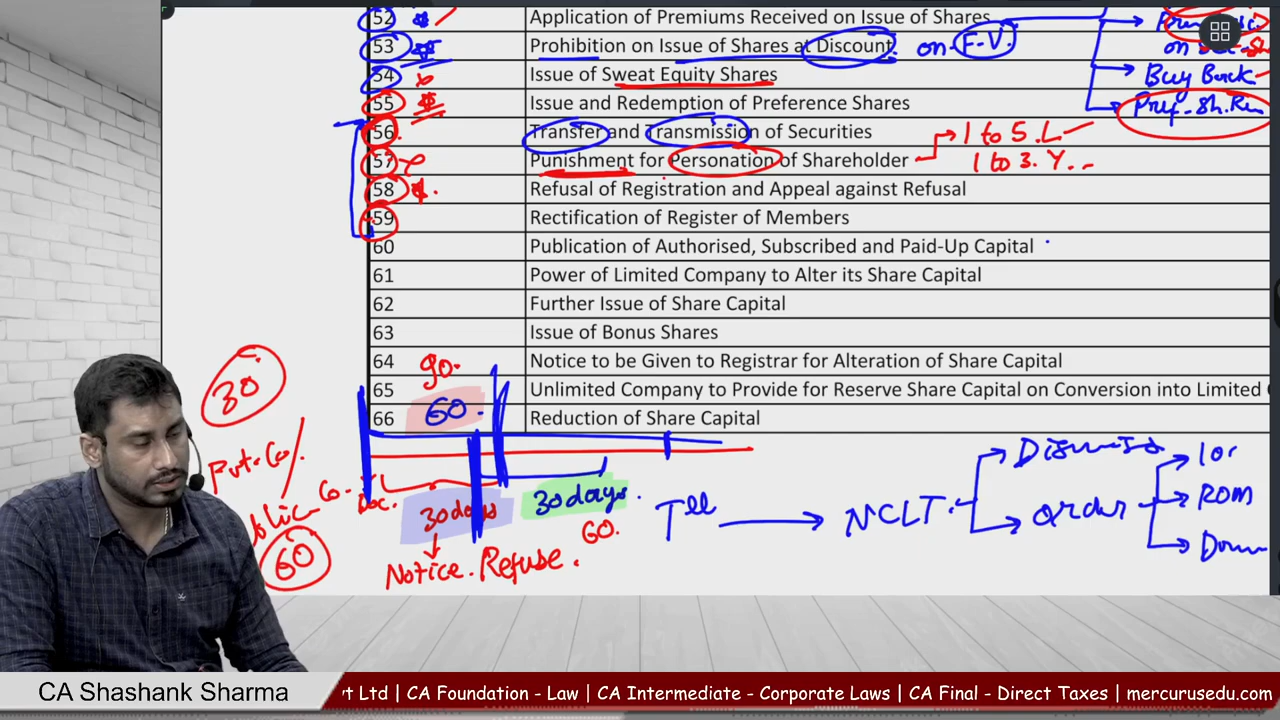 52 Application of Premiums Received on Issue of Shares
53 Prohibition on Issue of Shares at Discount on F.V.
54 Issue of Sweat Equity Shares Buy Back
55 Issue and Redemption of Preference Shares Pref. Sh. Re
56 Transfer and Transmission of Securities 1 to 5. L
57 Punishment for Personation of Shareholder 1 to 3. Y.
58 Refusal of Registration and Appeal against Refusal
59 Rectification of Register of Members
60 Publication of Authorised, Subscribed and Paid-Up Capital
61 Power of Limited Company to Alter its Share Capital
62 Further Issue of Share Capital
63 Issue of Bonus Shares
64 Notice to be Given to Registrar for Alteration of Share Capital
90.
65 Unlimited Company to Provide for Reserve Share Capital on Conversion into Limited
60.
66 Reduction of Share Capital
30
Pvt. Co/
blic Co.
60
Doc.
30 days
30 days.
60.
Notice. Refuse.
Tell NCLT.
Dismiss
Order
10
ROM
CA Shashank Sharma
vt Ltd | CA Foundation - Law | CA Intermediate - Corporate Laws | CA Final - Direct Taxes | mercurusedu.com